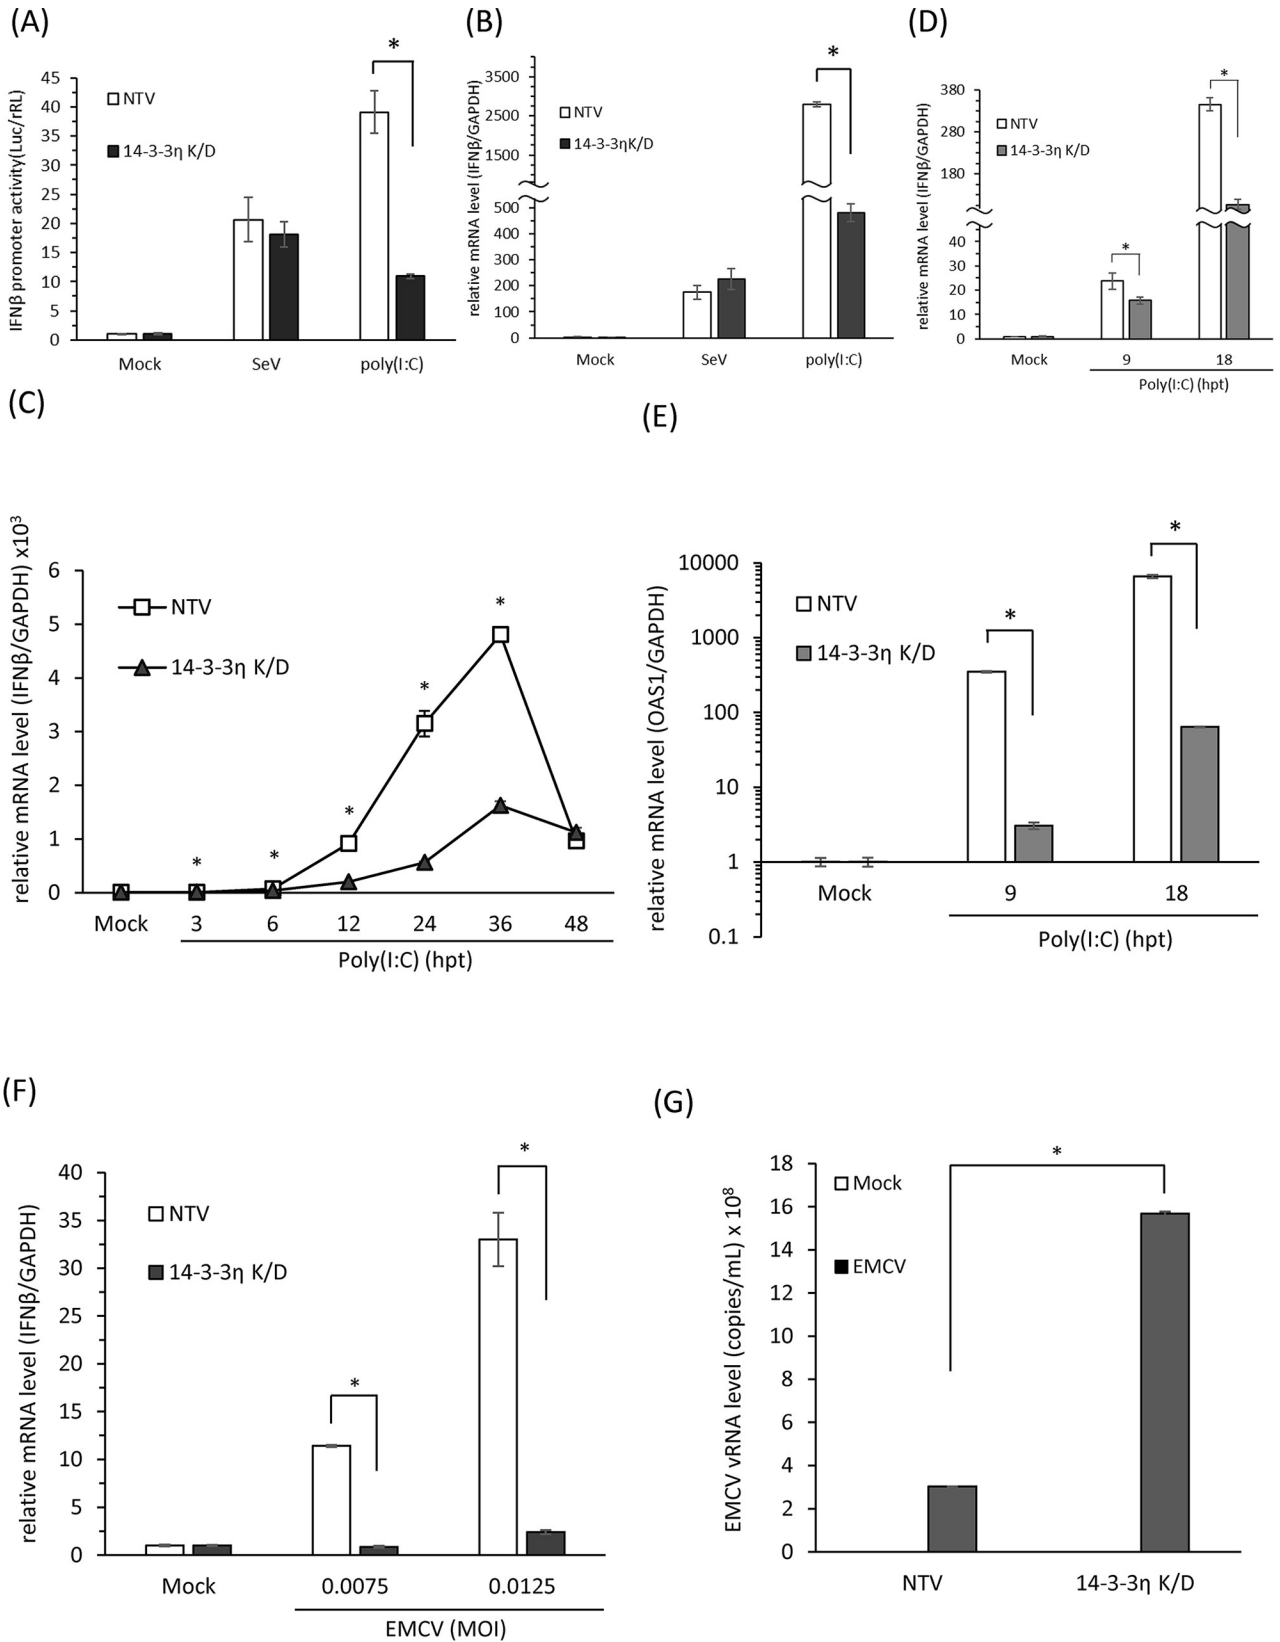 (A)
IFNβ promoter activity(Luc/rRL)
45
40
35
30
25
20
15
10
5
0
NTV
14-3-3η K/D
*
Mock SeV poly(I:C)
(B)
relative mRNA level (IFNβ/GAPDH)
3500
2500
1500
500
400
300
200
100
0
NTV
14-3-3ηK/D
*
Mock SeV poly(I:C)
(D)
relative mRNA level (IFNβ/GAPDH)
380
280
180
40
30
20
10
0
NTV
14-3-3η K/D
*
*
Mock 9 18
Poly(I:C) (hpt)
(C)
relative mRNA level (IFNβ/GAPDH) x10³
6
5
4
3
2
1
0
NTV
14-3-3η K/D
* * * * *
Mock 3 6 12 24 36 48
Poly(I:C) (hpt)
(E)
relative mRNA level (OAS1/GAPDH)
10000
1000
100
10
1
0.1
NTV
14-3-3η K/D
*
*
Mock 9 18
Poly(I:C) (hpt)
(F)
relative mRNA level (IFNβ/GAPDH)
40
35
30
25
20
15
10
5
0
NTV
14-3-3η K/D
*
*
Mock 0.0075 0.0125
EMCV (MOI)
(G)
EMCV vRNA level (copies/mL) x 10⁸
18
16
14
12
10
8
6
4
2
0
Mock
EMCV
*
NTV 14-3-3η K/D